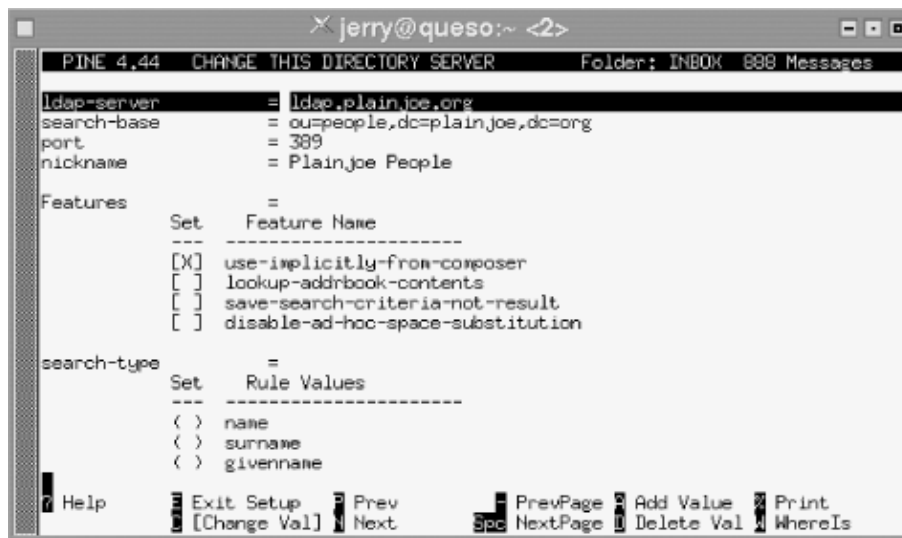 jerry@queso:~ <2>
PINE 4.44 CHANGE THIS DIRECTORY SERVER Folder: INBOX 888 Messages
ldap-server = ldap.plainjoe.org
search-base = ou=people,dc=plainjoe,dc=org
port = 389
nickname = Plainjoe People
Features =
Set Feature Name
--- ----------------------
[X] use-implicitly-from-composer
[ ] lookup-addrbook-contents
[ ] save-search-criteria-not-result
[ ] disable-ad-hoc-space-substitution
search-type =
Set Rule Values
--- ----------------------
( ) name
( ) surname
( ) givenname
? Help E Exit Setup P Prev - PrevPage A Add Value % Print
C [Change Val] N Next Spc NextPage D Delete Val W WhereIs